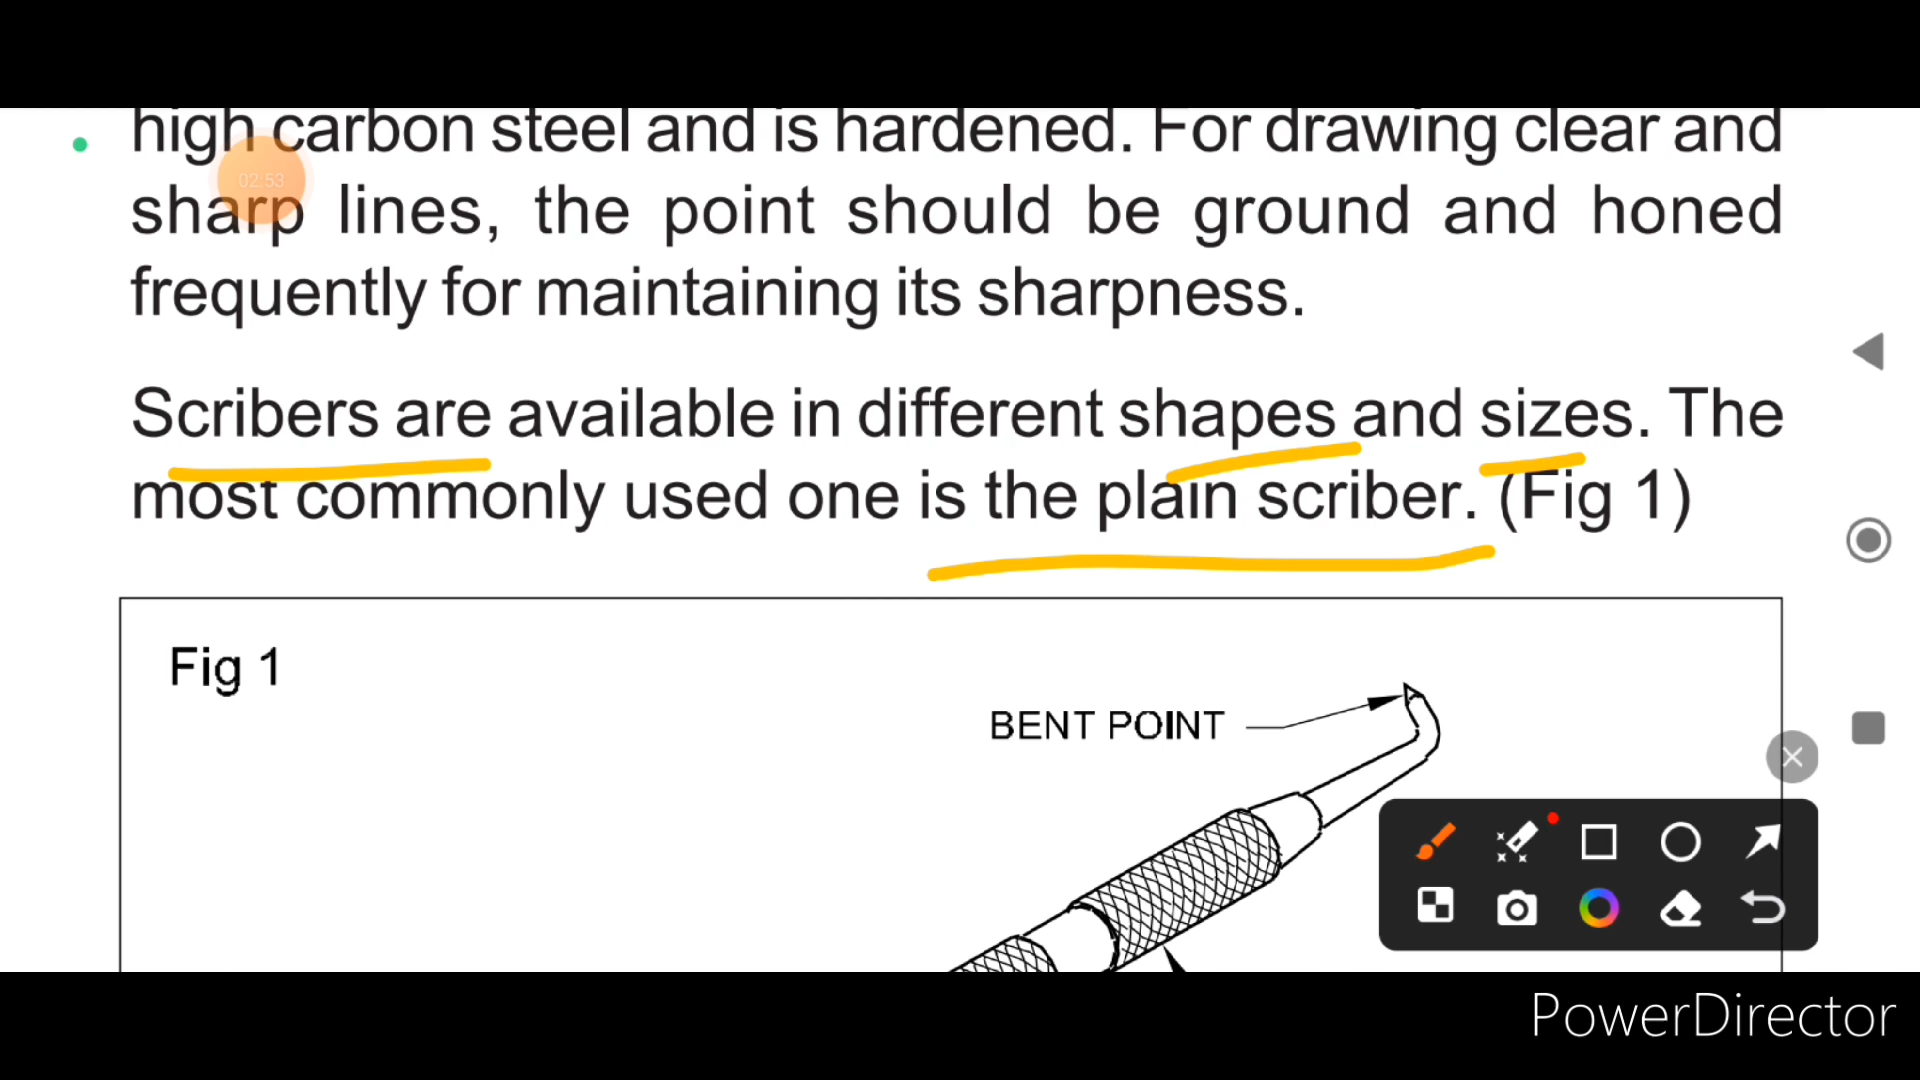 high carbon steel and is hardened. For drawing clear and
02:53
sharp lines, the point should be ground and honed
frequently for maintaining its sharpness.
Scribers are available in different shapes and sizes. The
most commonly used one is the plain scriber. (Fig 1)
Fig 1
BENT POINT
PowerDirector